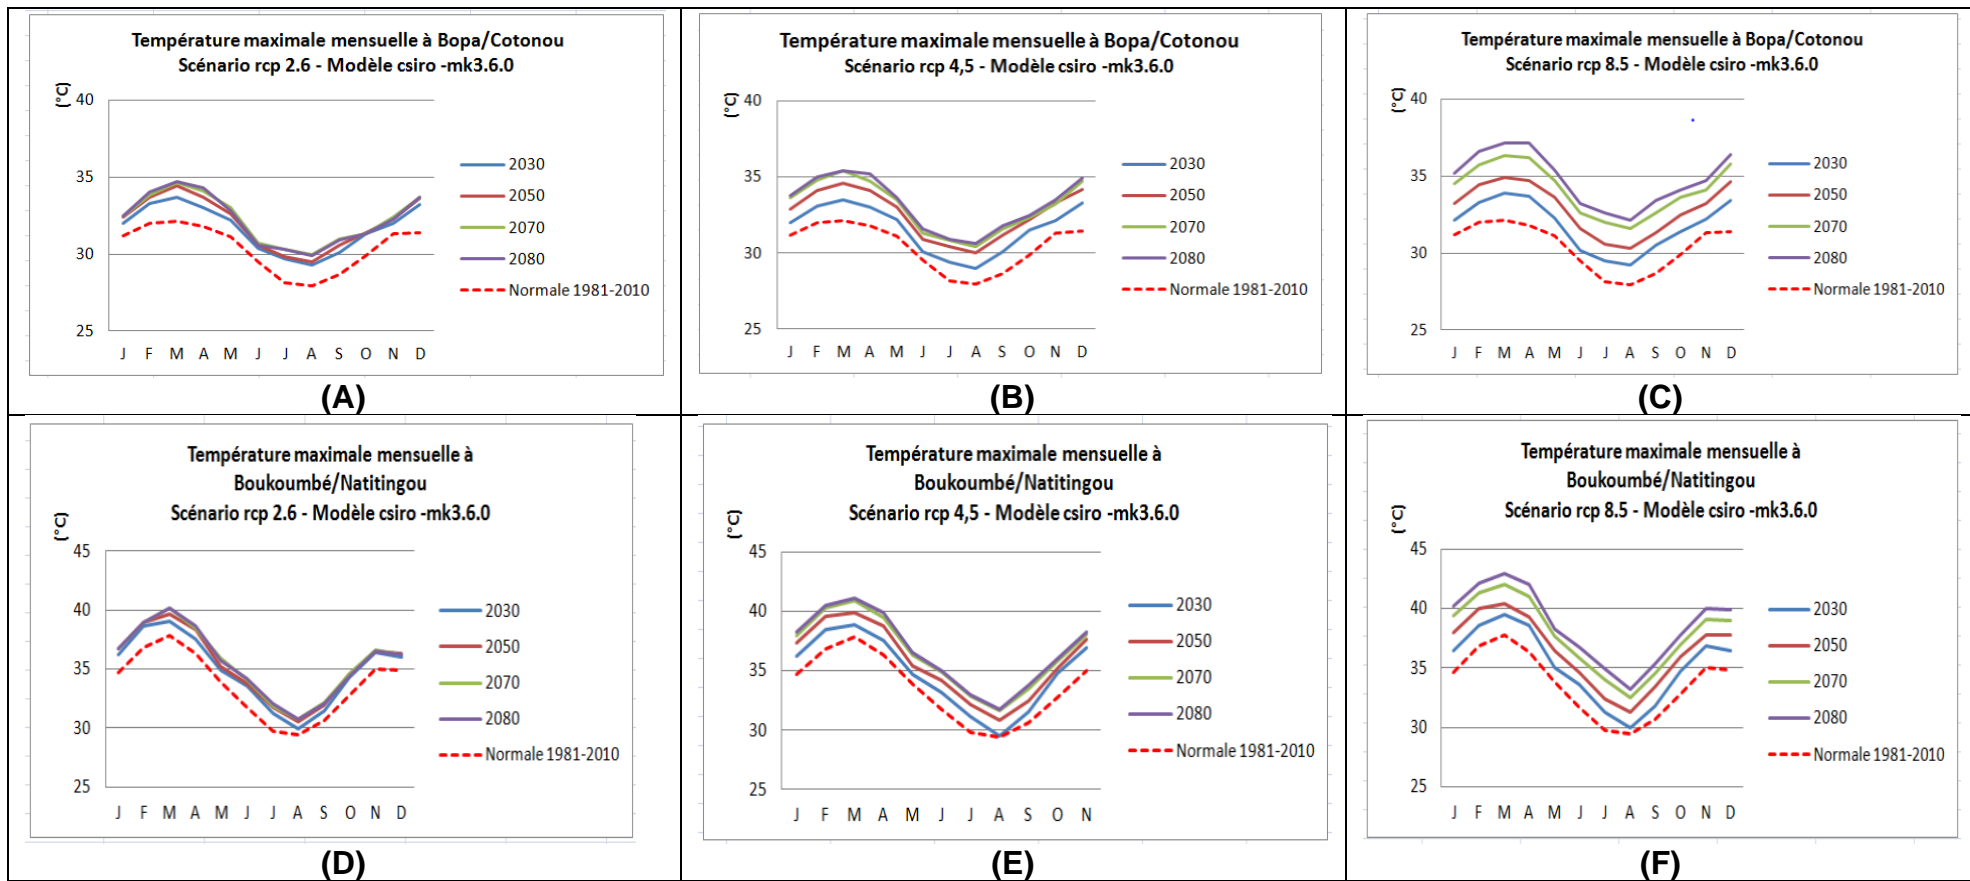 Température maximale mensuelle à Bopa/Cotonou
Scénario rcp 2.6 - Modèle csiro -mk3.6.0
(°C)
40
35
30
25
J F M A M J J A S O N D
2030
2050
2070
2080
Normale 1981-2010
(A)
Température maximale mensuelle à Bopa/Cotonou
Scénario rcp 4,5 - Modèle csiro -mk3.6.0
(°C)
40
35
30
25
J F M A M J J A S O N D
2030
2050
2070
2080
Normale 1981-2010
(B)
Température maximale mensuelle à Bopa/Cotonou
Scénario rcp 8.5 - Modèle csiro -mk3.6.0
(°C)
40
35
30
25
J F M A M J J A S O N D
2030
2050
2070
2080
Normale 1981-2010
(C)
Température maximale mensuelle à
Boukoumbé/Natitingou
Scénario rcp 2.6 - Modèle csiro -mk3.6.0
(°C)
45
40
35
30
25
J F M A M J J A S O N D
2030
2050
2070
2080
Normale 1981-2010
(D)
Température maximale mensuelle à
Boukoumbé/Natitingou
Scénario rcp 4,5 - Modèle csiro -mk3.6.0
(°C)
45
40
35
30
25
J F M A M J J A S O N
2030
2050
2070
2080
Normale 1981-2010
(E)
Température maximale mensuelle à
Boukoumbé/Natitingou
Scénario rcp 8.5 - Modèle csiro -mk3.6.0
(°C)
45
40
35
30
25
J F M A M J J A S O N D
2030
2050
2070
2080
Normale 1981-2010
(F)